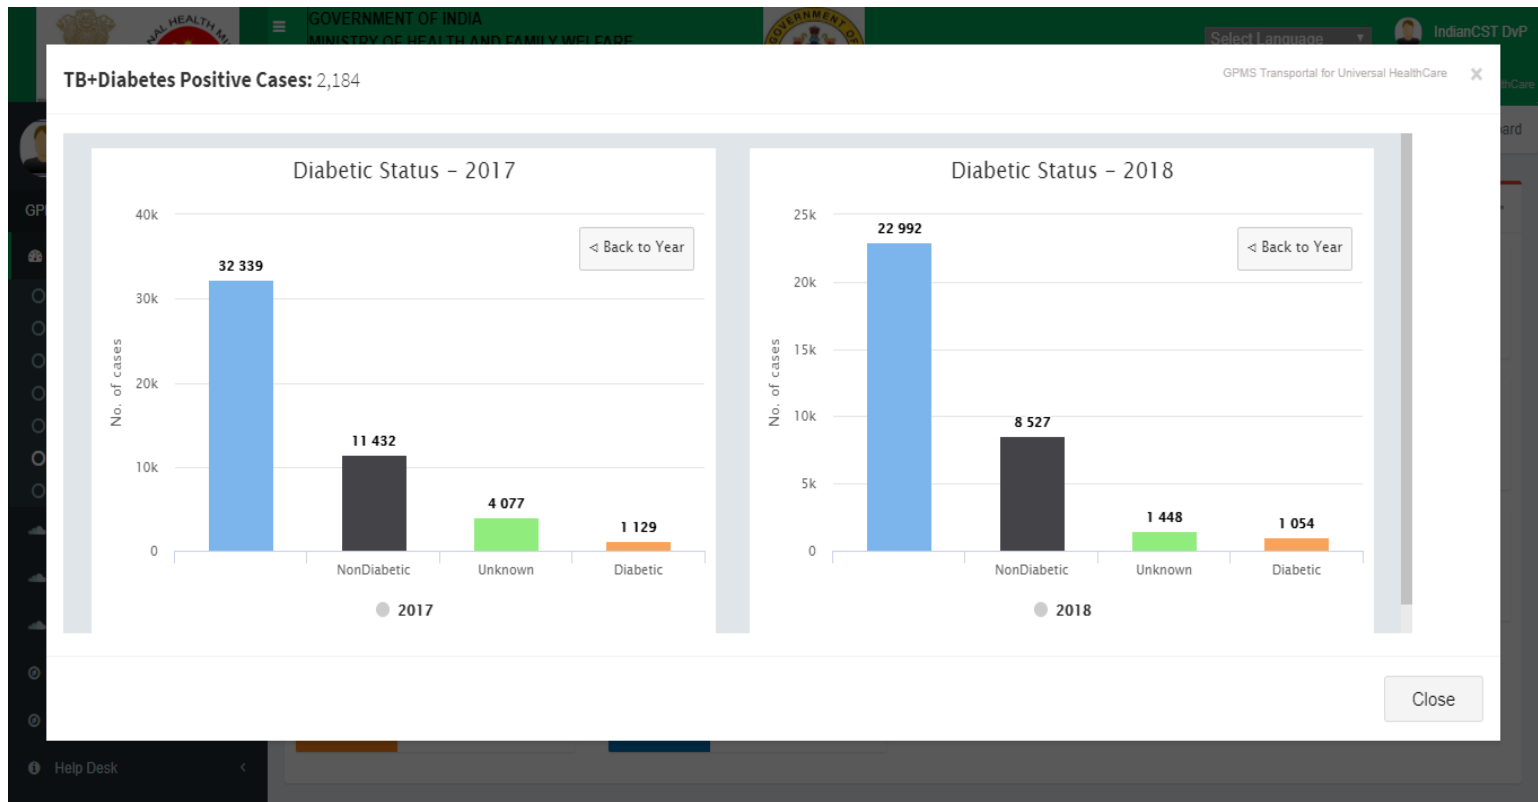 GOVERNMENT OF INDIA
MINISTRY OF HEALTH AND FAMILY WELFARE
Select Language
IndianCST DvP
TB+Diabetes Positive Cases: 2,184
GPMS Transportal for Universal HealthCare
×
Diabetic Status – 2017
40k
30k
20k
10k
0
No. of cases
◁ Back to Year
32 339
11 432
4 077
1 129
NonDiabetic
Unknown
Diabetic
2017
Diabetic Status – 2018
25k
20k
15k
10k
5k
0
No. of cases
◁ Back to Year
22 992
8 527
1 448
1 054
NonDiabetic
Unknown
Diabetic
2018
Close
Help Desk